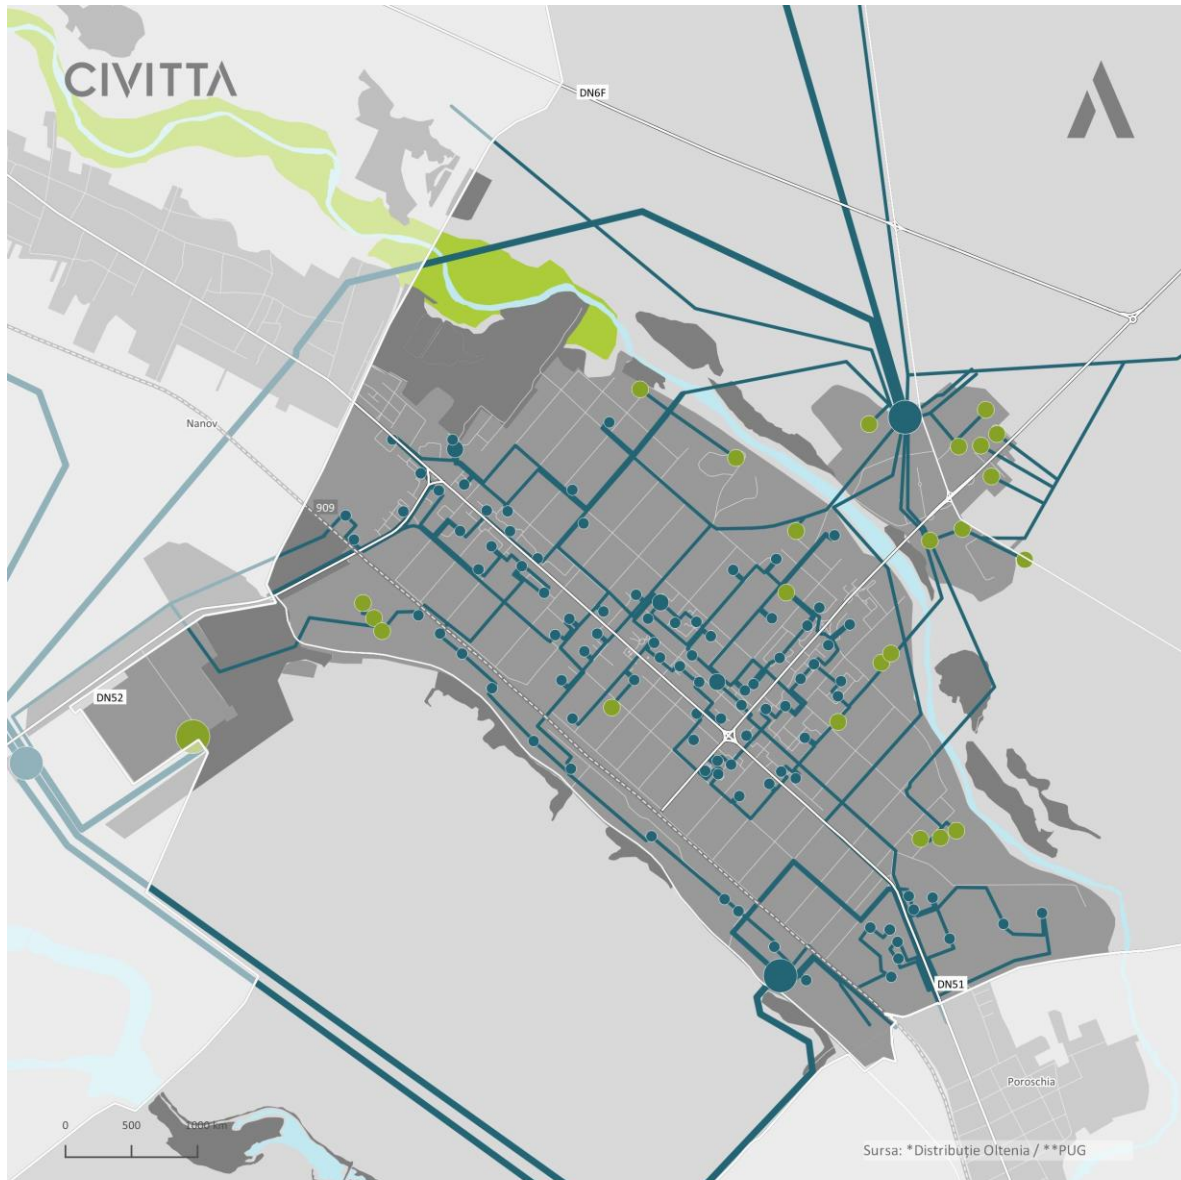 CIVITTA
DN6F
Nanov
909
DN52
DN51
Poroschia
0 500 1000 km
Sursa: *Distribuție Oltenia / **PUG